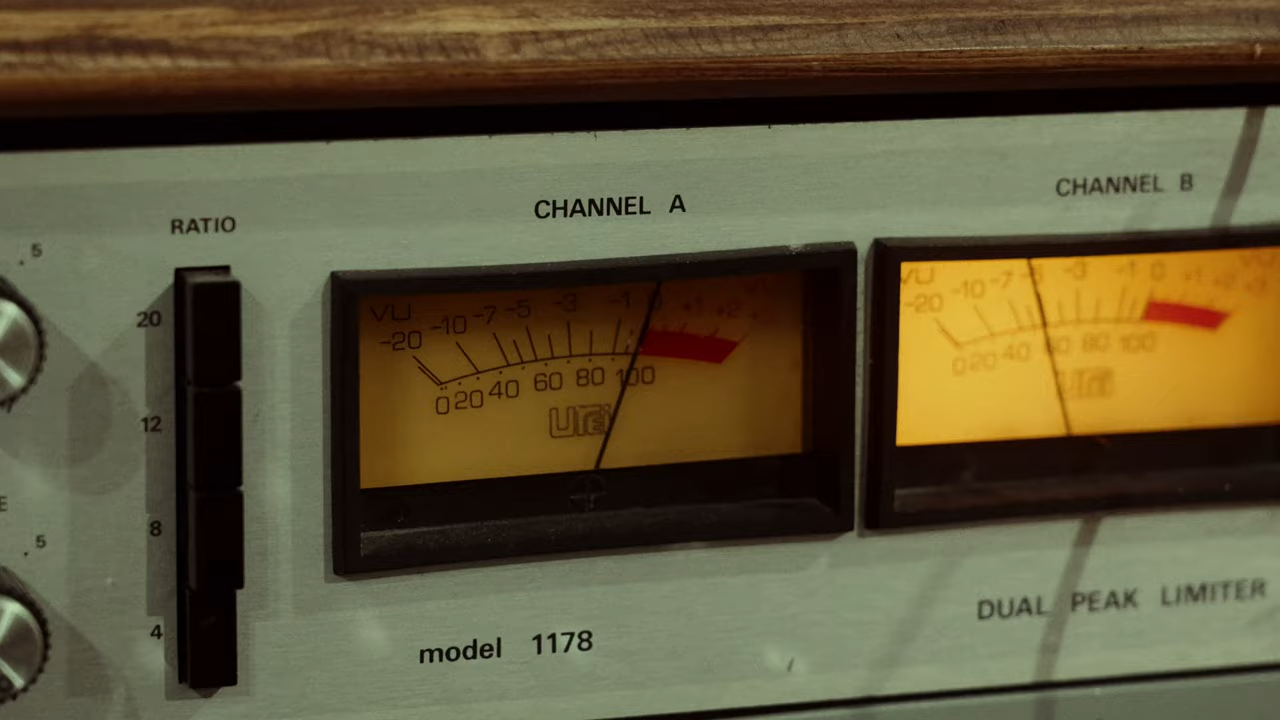 CHANNEL A
CHANNEL B
RATIO
.5
20
12
8
4
.5
E
VU
-20 -10 -7 -5 -3 -1 0 +1 +2
0 20 40 60 80 100
UREi
VU
-20 -10 -7 -5 -3 -1 0 +1 +2 +3
0 20 40 60 80 100
UREi
model 1178
DUAL PEAK LIMITER